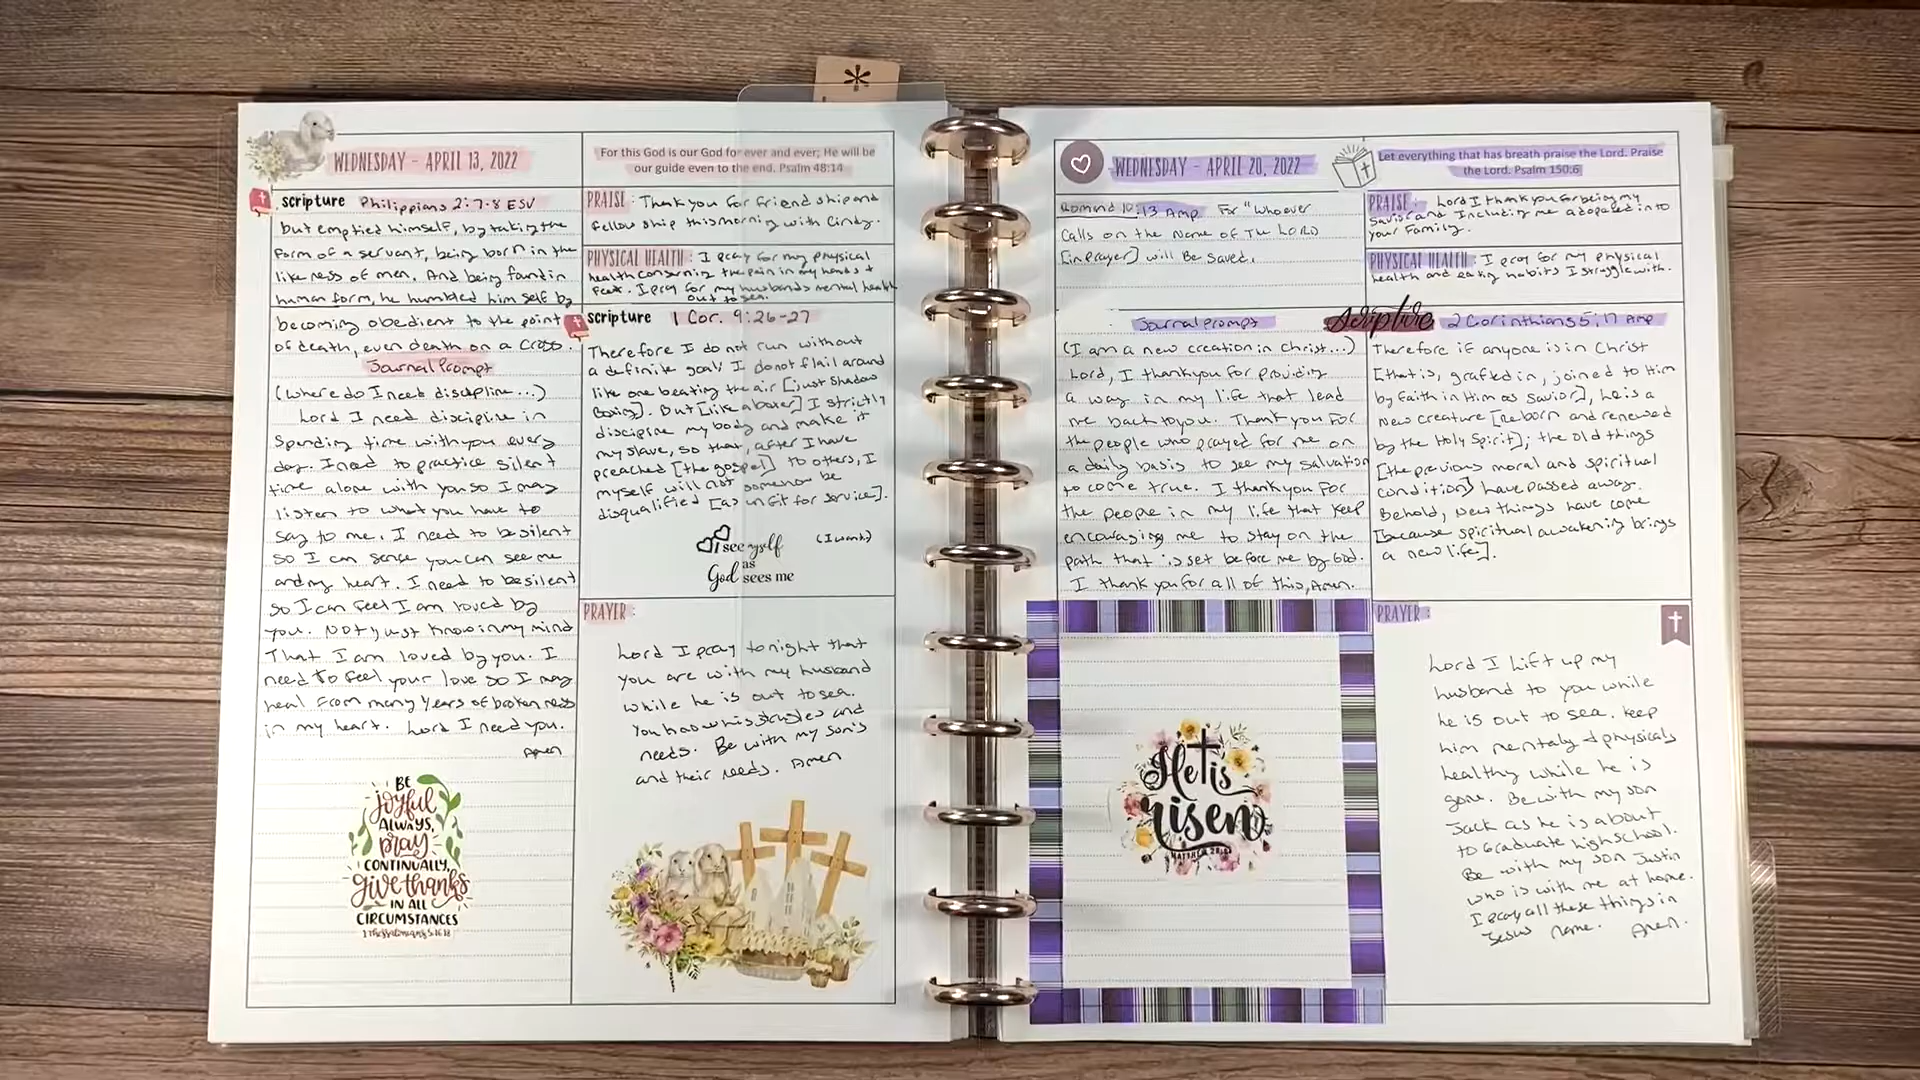 WEDNESDAY - APRIL 13, 2022
scripture Philippians 2:7-8 ESV
but emptied himself, by taking the
form of a servant, being born in the
likeness of men. And being found in
human form, he humbled him self by
becoming obedient to the point
of death, even death on a cross.
Journal Prompt
(where do I need discipline...)
Lord I need discipline in
spending time with you every
day. I need to practice silent
time alone with you so I may
listen to what you have to
say to me. I need to be silent
so I can sense you can see me
and my heart. I need to be silent
so I can feel I am loved by
you. NOT just know in my mind
That I am loved by you. I
need to feel your love so I may
heal from many years of brokenness
in my heart. Lord I need you.
Amen
BE
joyful
ALWAYS,
pray
CONTINUALLY,
give thanks
IN ALL
CIRCUMSTANCES
1 Thessalonians 5:16-18
For this God is our God for ever and ever; He will be
our guide even to the end. Psalm 48:14
PRAISE: Thank you for friendship and
fellowship this morning with Cindy.
PHYSICAL HEALTH: I pray for my physical
health concerning the pain in my hands +
feet. I pray for my husbands mental health
out to sea.
scripture 1 Cor. 9:26-27
Therefore I do not run without
a definite goal; I do not flail around
like one beating the air [just shadow
boxing]. But [like a boxer] I strictly
discipline my body and make it
my slave, so that, after I have
preached [the gospel] to others, I
myself will not somehow be
disqualified [as unfit for service].
I see myself
as
God sees me
(I want)
PRAYER:
Lord I pray tonight that
you are with my husband
while he is out to sea.
You know his struggles and
needs. Be with my son's
and their needs. Amen
WEDNESDAY - APRIL 20, 2022
10:13 Amp For "Whoever
Calls on the Name of The LORD
[in Prayer] will Be Saved.
Journal prompt
(I am a new creation in Christ...)
Lord, I thank you for providing
a way in my life that lead
me back to you. Thank you for
the people who prayed for me on
a daily basis to see my salvation
to come true. I thank you for
the people in my life that keep
encouraging me to stay on the
path that is set before me by God.
I thank you for all of this, Amen.
He is
risen
Let everything that has breath praise the Lord. Praise
the Lord. Psalm 150:6
PRAISE: Lord I thank you for being my
Savior and Including me adopated into
your Family.
PHYSICAL HEALTH: I pray for my physical
health and eating habits I struggle with.
scripture 2 Corinthians 5:17 Amp
Therefore if anyone is in Christ
[that is, grafted in, joined to Him
by faith in Him as Savior], he is a
new creature [reborn and renewed
by the Holy Spirit]; the old things
[the previous moral and spiritual
condition] have passed away.
Behold, new things have come
[because spiritual awakening brings
a new life].
PRAYER:
Lord I Lift up my
husband to you while
he is out to sea. Keep
him mentaly + physicals
healthy while he is
gone. Be with my son
Jack as he is about
to Graduate highschool.
Be with my son Justin
who is with me at home.
I pray all these things in
Jesus name. Amen.